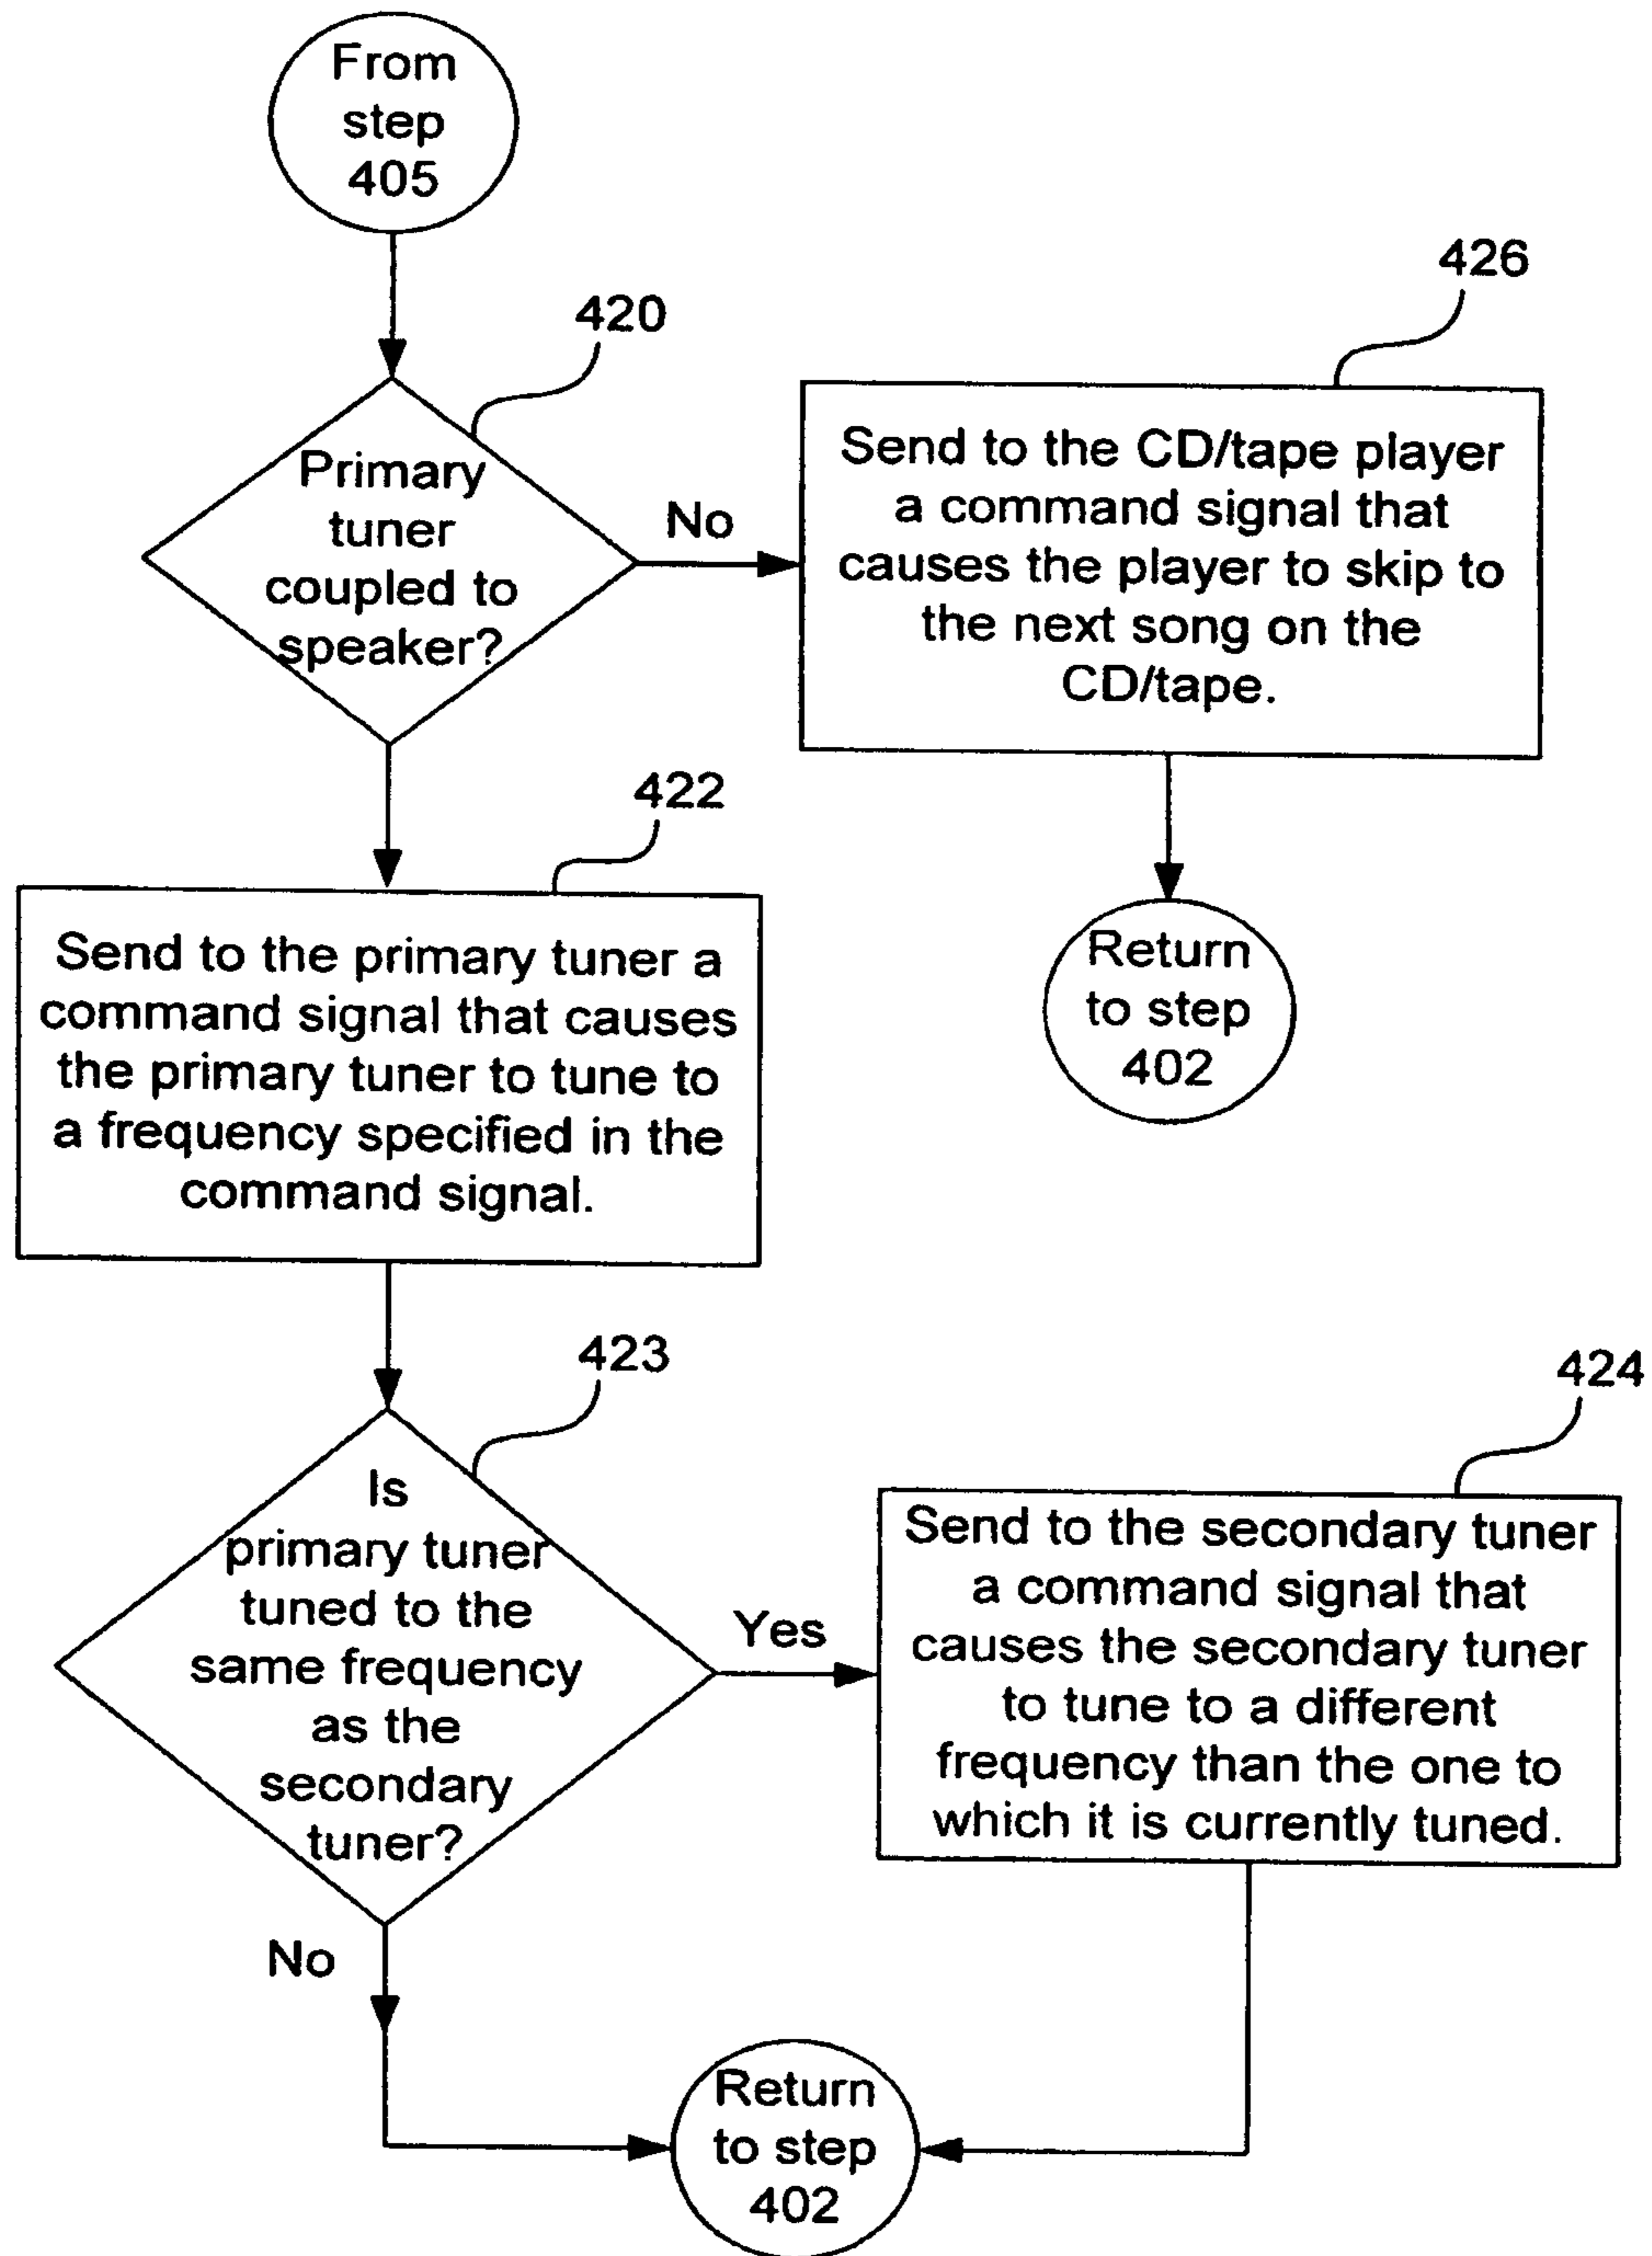 From
step
405
420
Primary
tuner
coupled to
speaker?
No
426
Send to the CD/tape player
a command signal that
causes the player to skip to
the next song on the
CD/tape.
Return
to step
402
422
Send to the primary tuner a
command signal that causes
the primary tuner to tune to
a frequency specified in the
command signal.
423
Is
primary tuner
tuned to the
same frequency
as the
secondary
tuner?
Yes
424
Send to the secondary tuner
a command signal that
causes the secondary tuner
to tune to a different
frequency than the one to
which it is currently tuned.
No
Return
to step
402